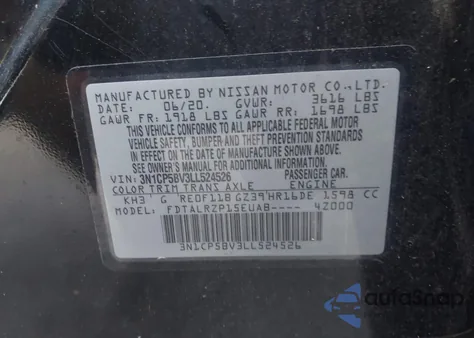 MANUFACTURED BY NISSAN MOTOR CO.,LTD.
DATE: 06/20. GVWR: 3616 LBS
GAWR FR: 1918 LBS GAWR RR: 1698 LBS
THIS VEHICLE CONFORMS TO ALL APPLICABLE FEDERAL MOTOR
VEHICLE SAFETY, BUMPER-AND THEFT PREVENTION STANDARDS
IN EFFECT ON THE DATE OF MANUFACTURE SHOWN ABOVE.
SEE OWNER'S MANUAL FOR ADDITIONAL INFORMATION
VIN: 3N1CP5BV3LL524526 PASSENGER CAR.
COLOR TRIM TRANS AXLE ENGINE
KH3 G RE0F11B GZ39 HR16DE 1598 CC
MODEL: FDTALRZP15EUAB---- 4Z000
3N1CP5BV3LL524526
autoSnap